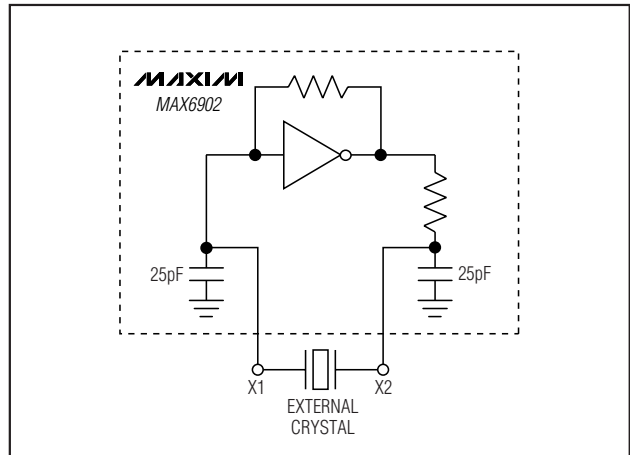 MAXIM
MAX6902
25pF
25pF
X1
X2
EXTERNAL
CRYSTAL